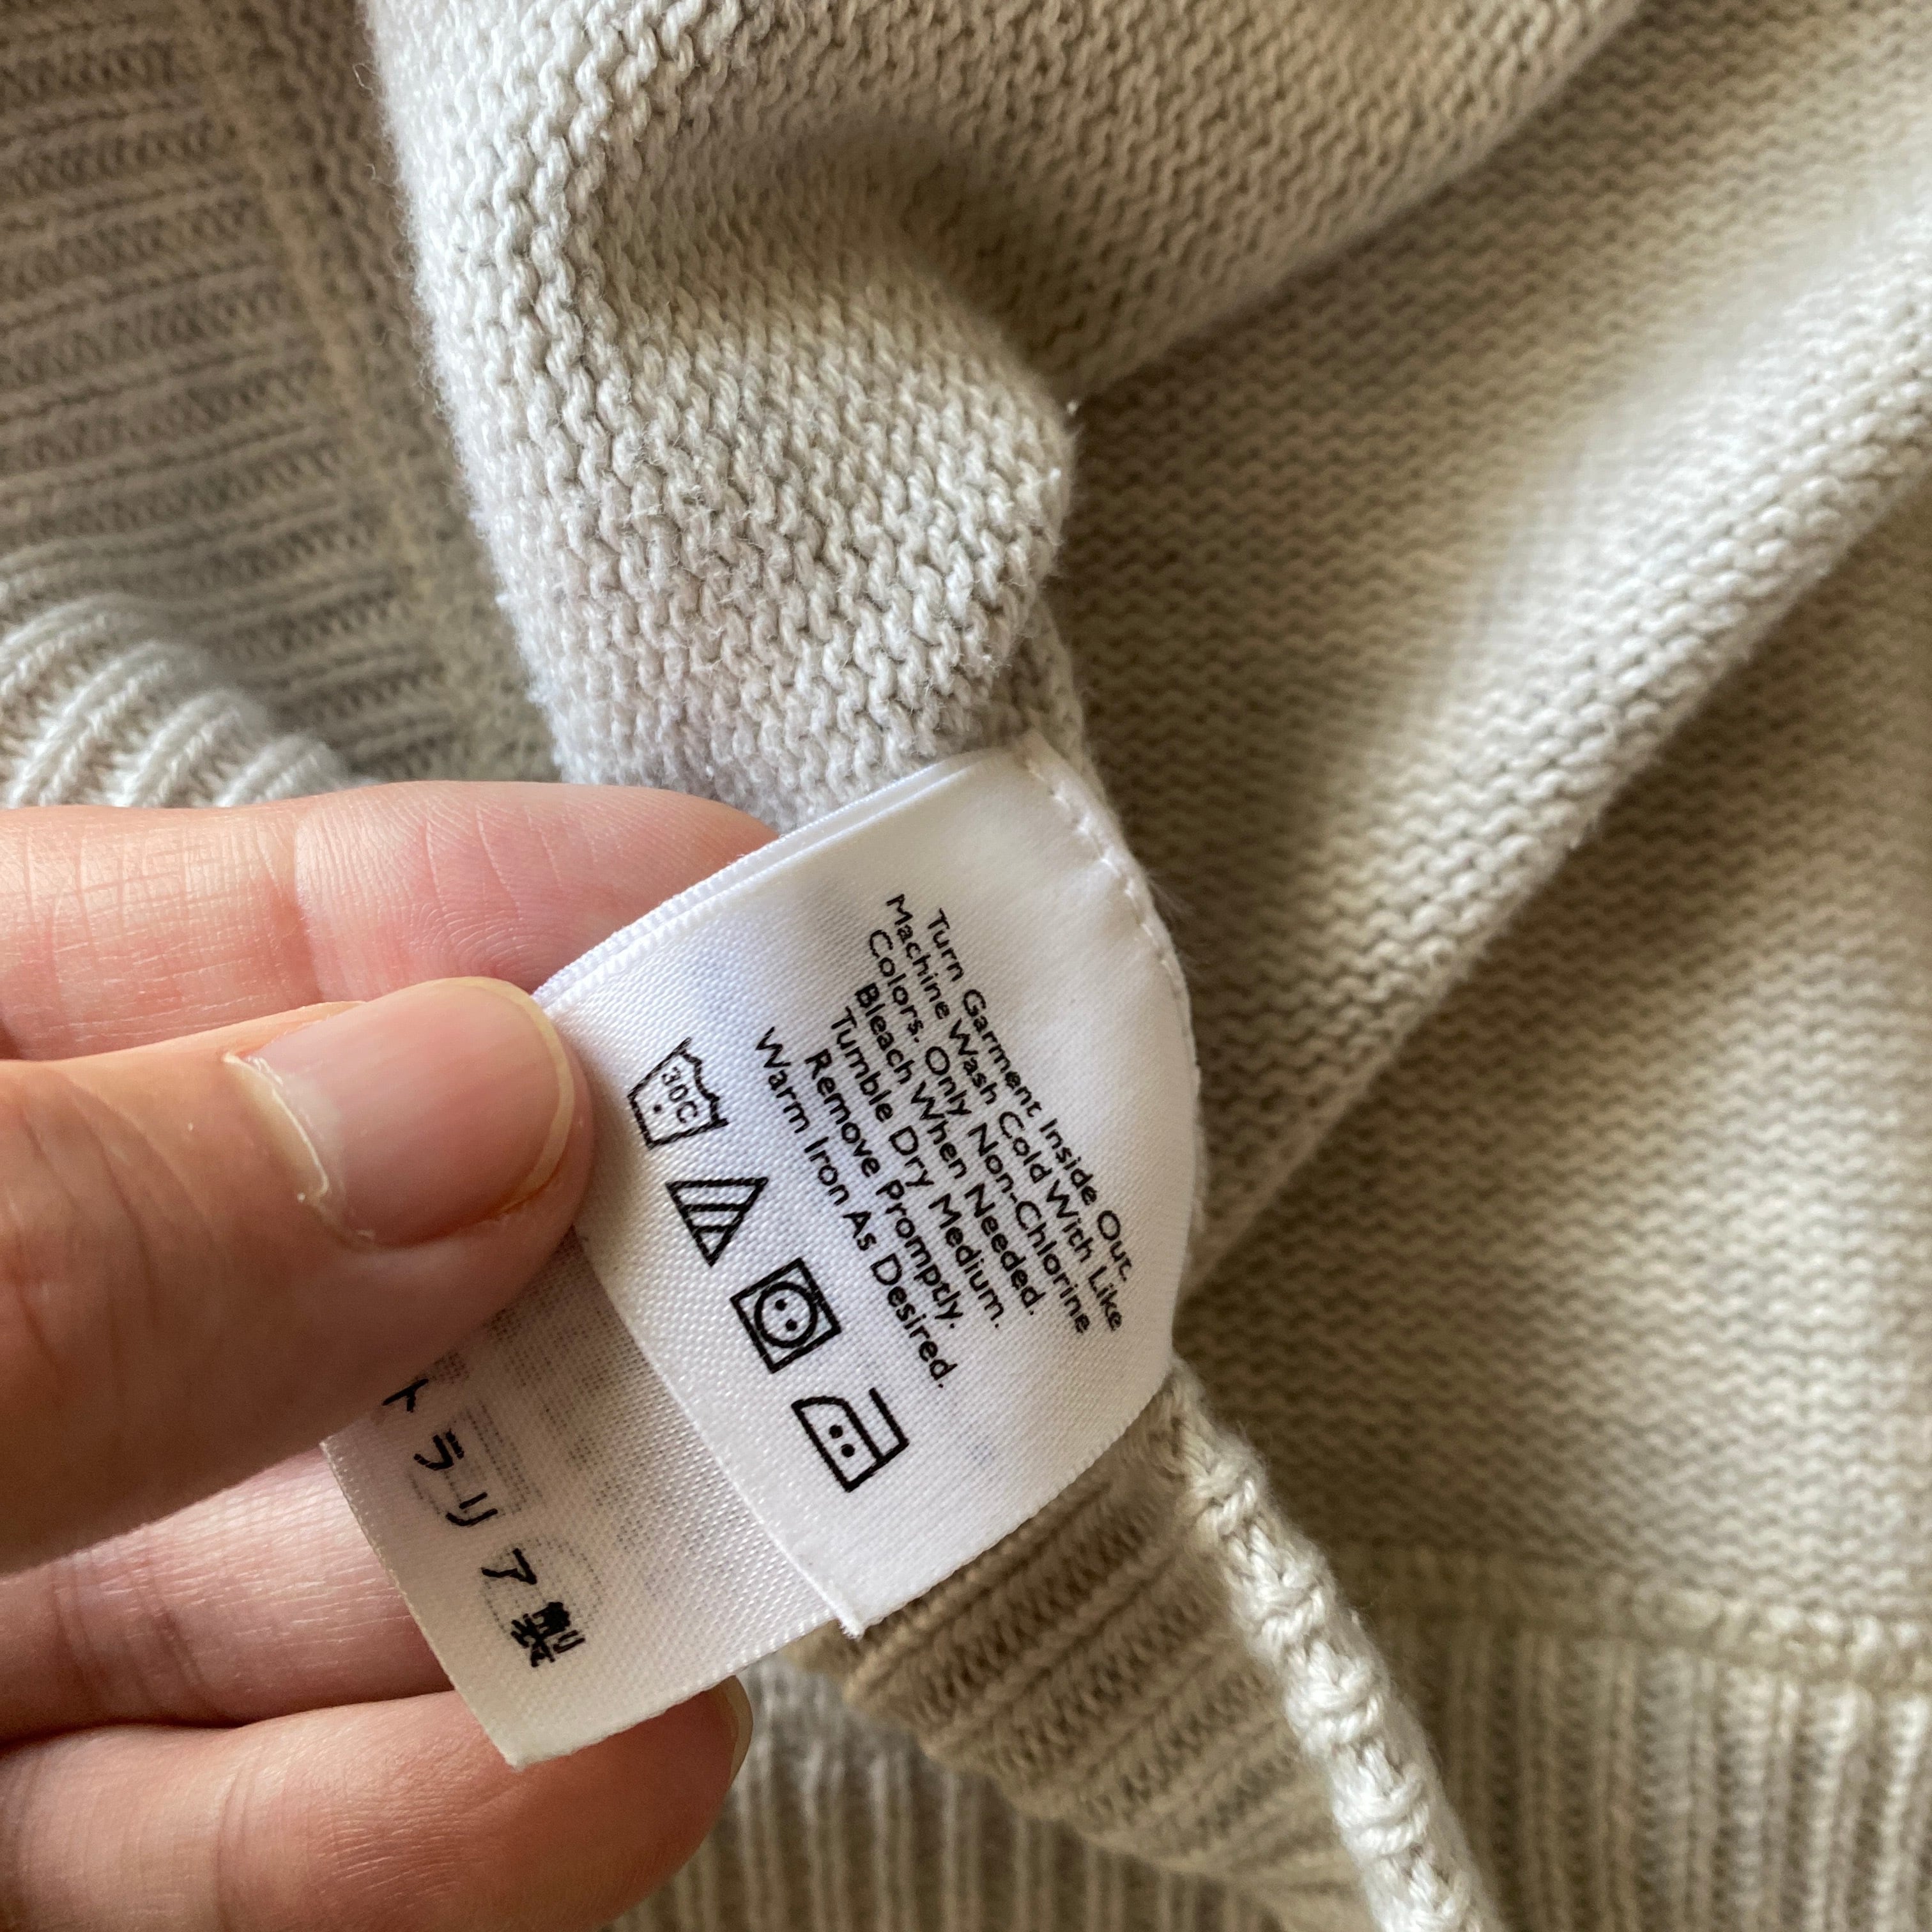 Turn Garment Inside Out.
Machine Wash Cold With Like
Colors. Only Non-Chlorine
Bleach When Needed.
Tumble Dry Medium.
Remove Promptly.
Warm Iron As Desired.
30C
トラリア製